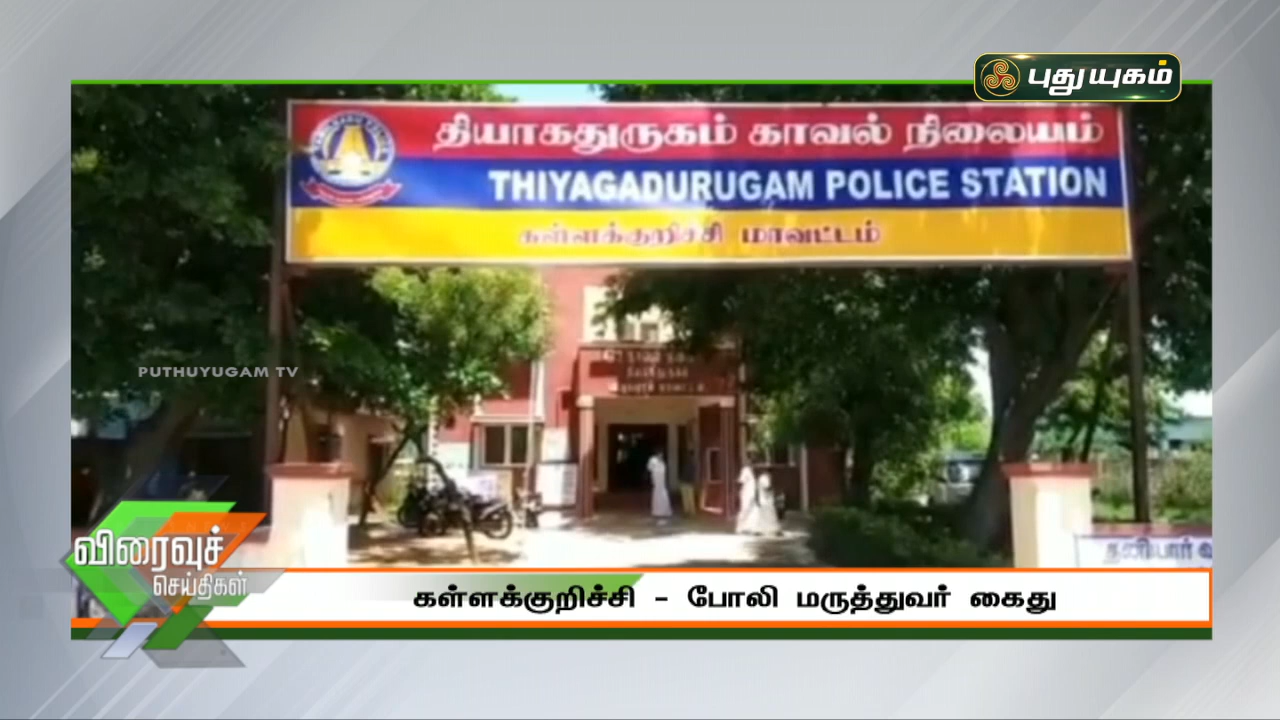 புதுயுகம்
தியாகதுருகம் காவல் நிலையம்
THIYAGADURUGAM POLICE STATION
கள்ளக்குறிச்சி மாவட்டம்
PUTHUYUGAM TV
விரைவுச்
செய்திகள்
கள்ளக்குறிச்சி - போலி மருத்துவர் கைது